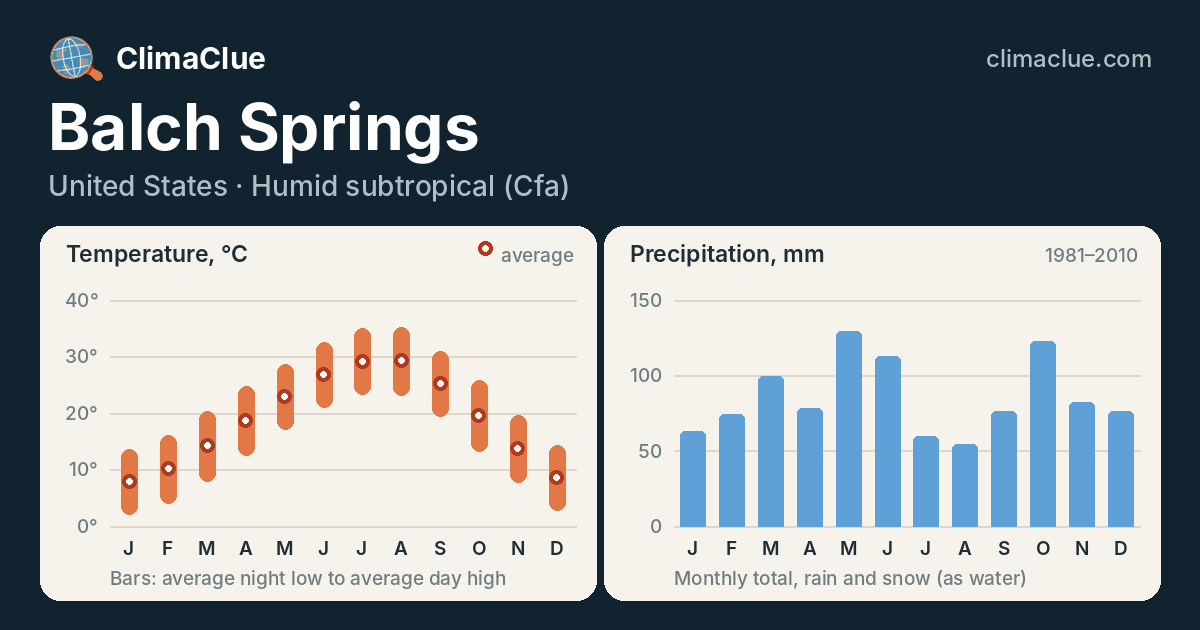 ClimaClue
climaclue.com
Balch Springs
United States · Humid subtropical (Cfa)
Temperature, °C
average
40°
30°
20°
10°
0°
J F M A M J J A S O N D
Bars: average night low to average day high
Precipitation, mm
1981–2010
150
100
50
0
J F M A M J J A S O N D
Monthly total, rain and snow (as water)